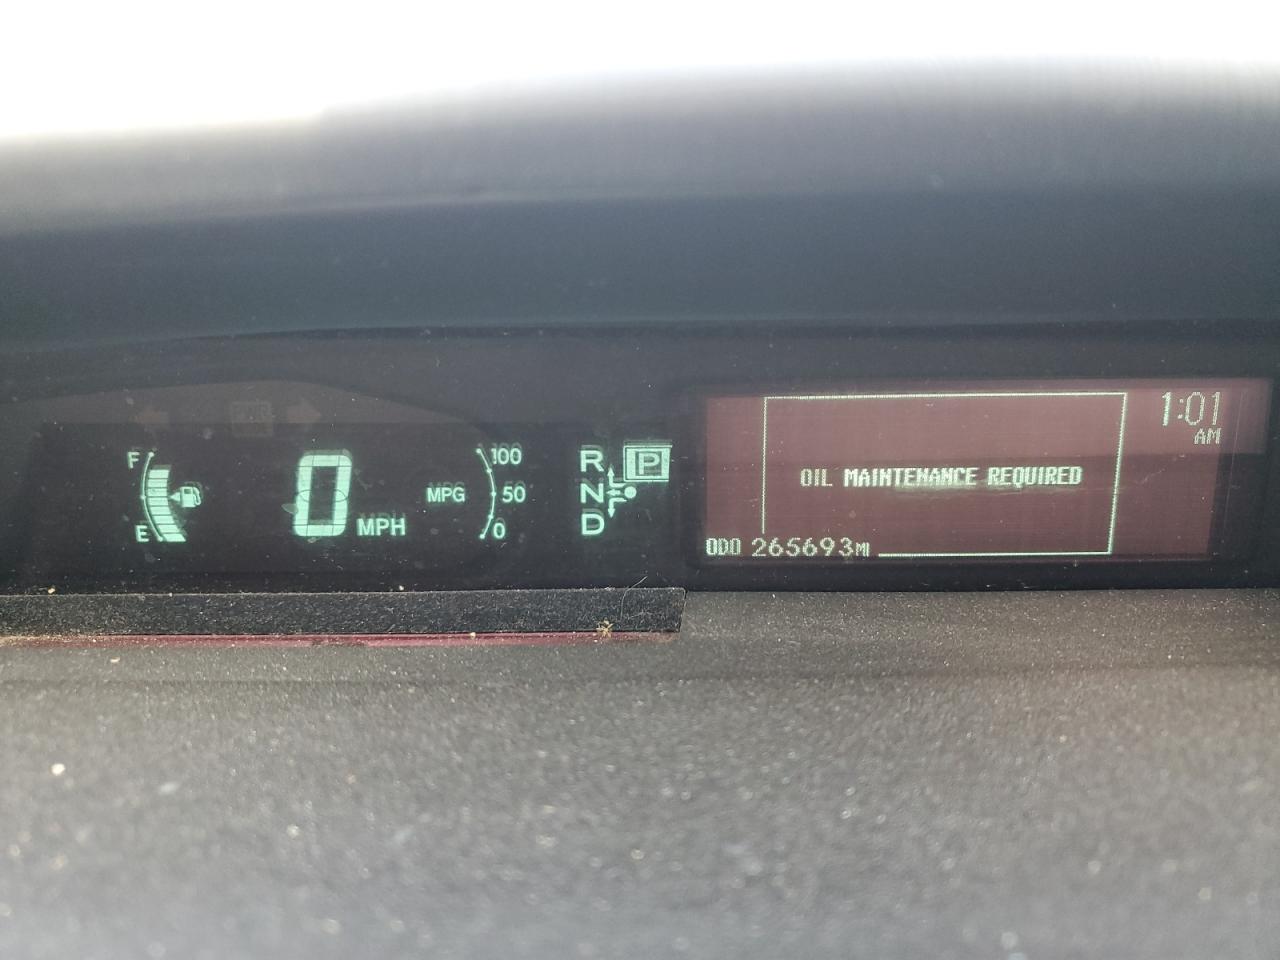 F
E
0 MPH
MPG
100
50
0
R
N
D
P
1:01
AM
OIL MAINTENANCE REQUIRED
ODO 265693MI